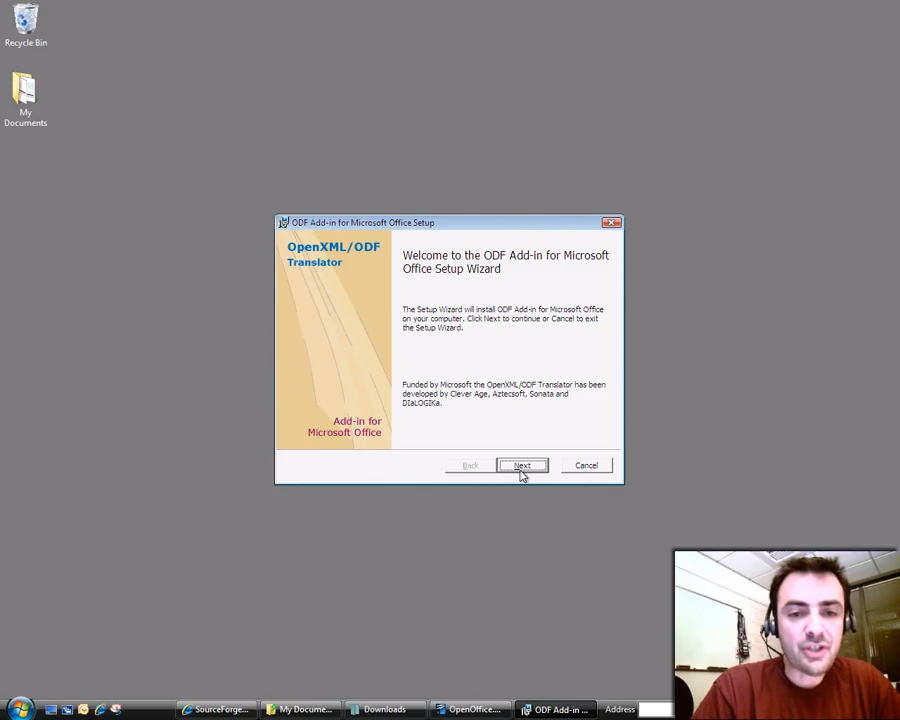 Recycle Bin
My
Documents
ODF Add-in for Microsoft Office Setup
OpenXML/ODF
Translator
Welcome to the ODF Add-in for Microsoft
Office Setup Wizard
The Setup Wizard will install ODF Add-in for Microsoft Office
on your computer. Click Next to continue or Cancel to exit
the Setup Wizard.
Funded by Microsoft the OpenXML/ODF Translator has been
developed by Clever Age, Aztecsoft, Sonata and
DIaLOGIKa.
Add-in for
Microsoft Office
Back
Next
Cancel
SourceForge...
My Docume...
Downloads
OpenOffice....
ODF Add-in ...
Address